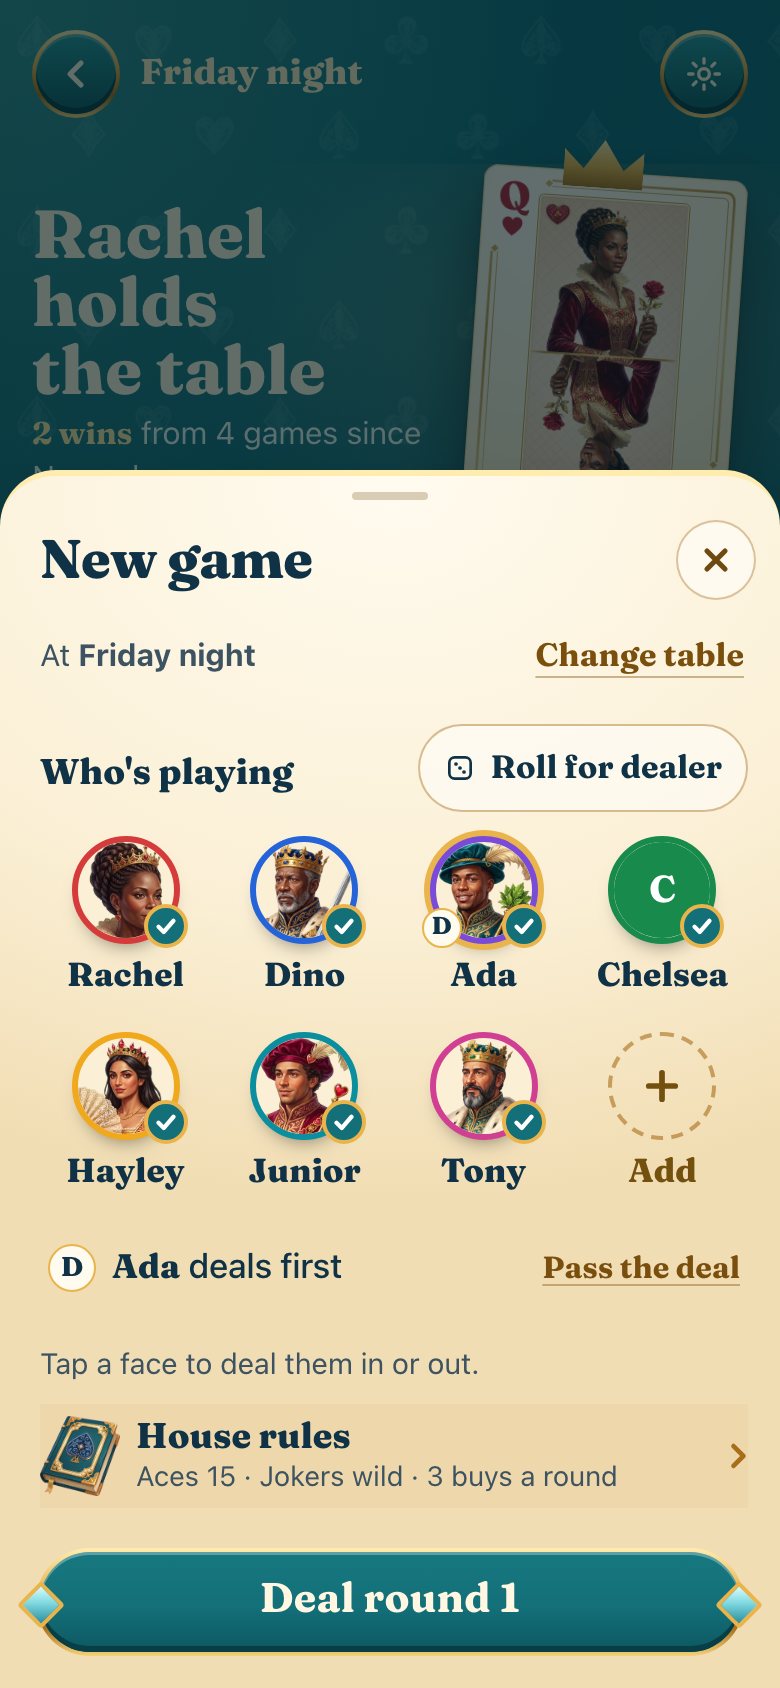 Friday night
Q
Rachel
holds
the table
2 wins from 4 games since
New game
At Friday night
Change table
Who's playing
Roll for dealer
C
D
Rachel
Dino
Ada
Chelsea
Hayley
Junior
Tony
Add
D
Ada deals first
Pass the deal
Tap a face to deal them in or out.
House rules
Aces 15 · Jokers wild · 3 buys a round
Deal round 1